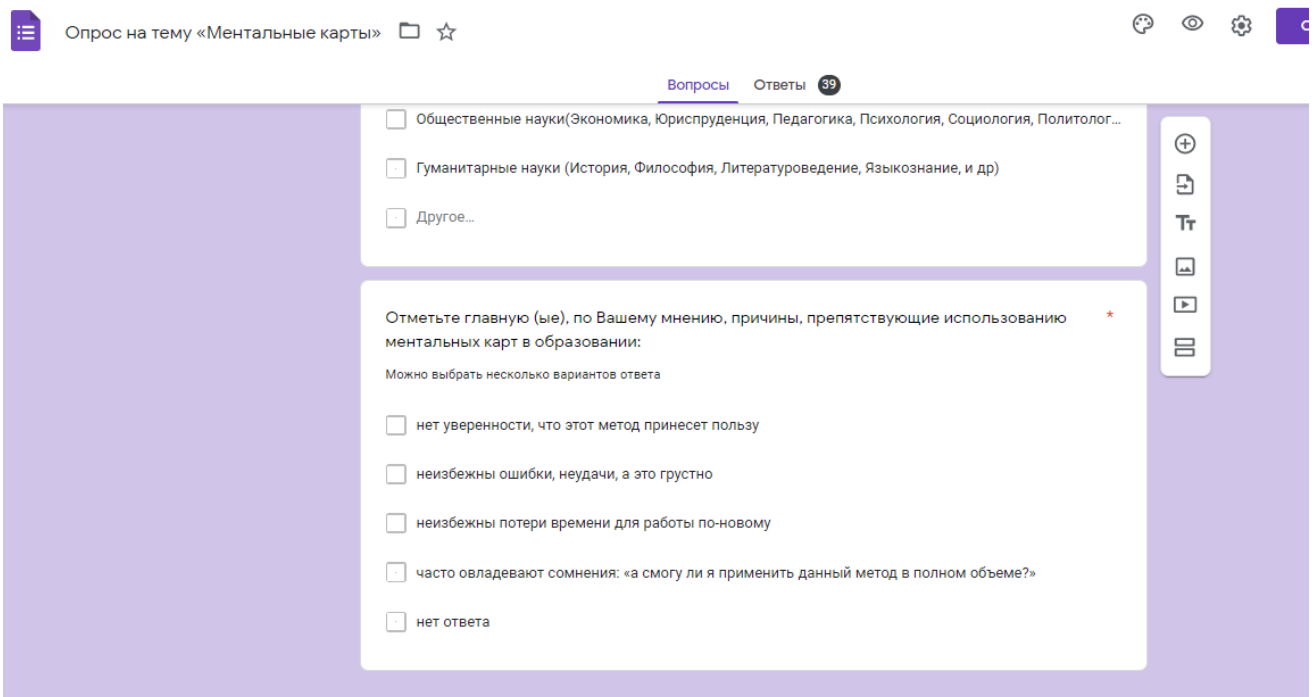 Опрос на тему «Ментальные карты»
Вопросы Ответы 39
Общественные науки(Экономика, Юриспруденция, Педагогика, Психология, Социология, Политолог...
Гуманитарные науки (История, Философия, Литературоведение, Языкознание, и др)
Другое...
Отметьте главную (ые), по Вашему мнению, причины, препятствующие использованию *
ментальных карт в образовании:
Можно выбрать несколько вариантов ответа
нет уверенности, что этот метод принесет пользу
неизбежны ошибки, неудачи, а это грустно
неизбежны потери времени для работы по-новому
часто овладевают сомнения: «а смогу ли я применить данный метод в полном объеме?»
нет ответа
Tт